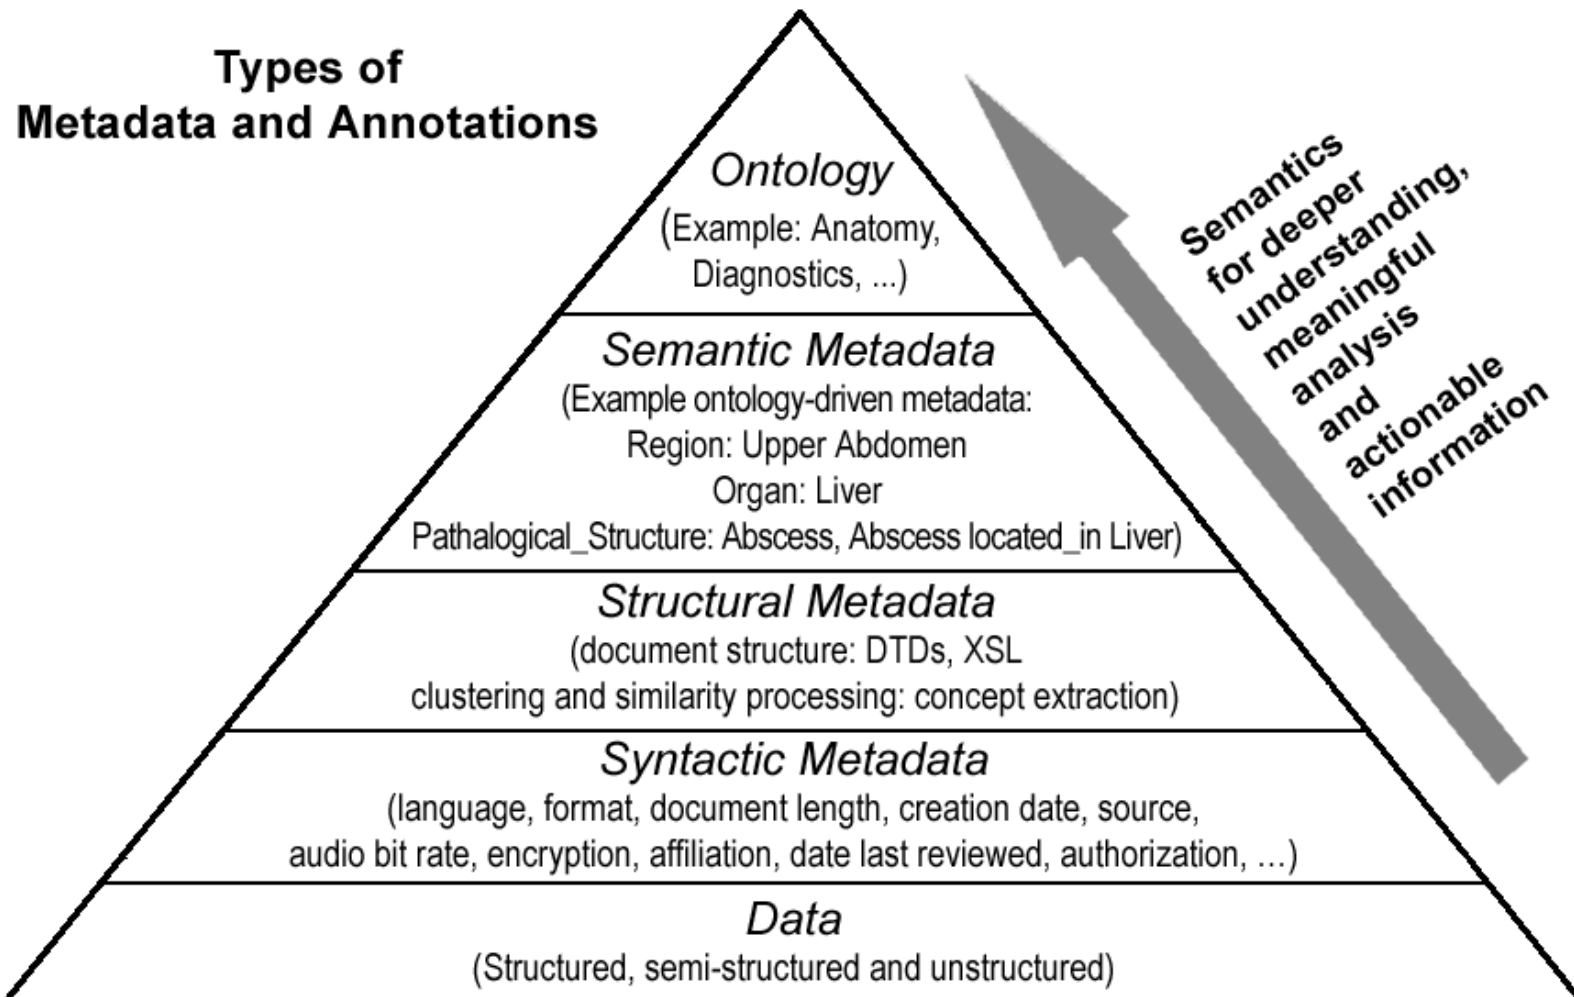 Types of
Metadata and Annotations
Ontology
(Example: Anatomy,
Diagnostics, ...)
Semantic Metadata
(Example ontology-driven metadata:
Region: Upper Abdomen
Organ: Liver
Pathalogical_Structure: Abscess, Abscess located_in Liver)
Structural Metadata
(document structure: DTDs, XSL
clustering and similarity processing: concept extraction)
Syntactic Metadata
(language, format, document length, creation date, source,
audio bit rate, encryption, affiliation, date last reviewed, authorization, ...)
Data
(Structured, semi-structured and unstructured)
Semantics
for deeper
understanding,
meaningful
analysis
and
actionable
information